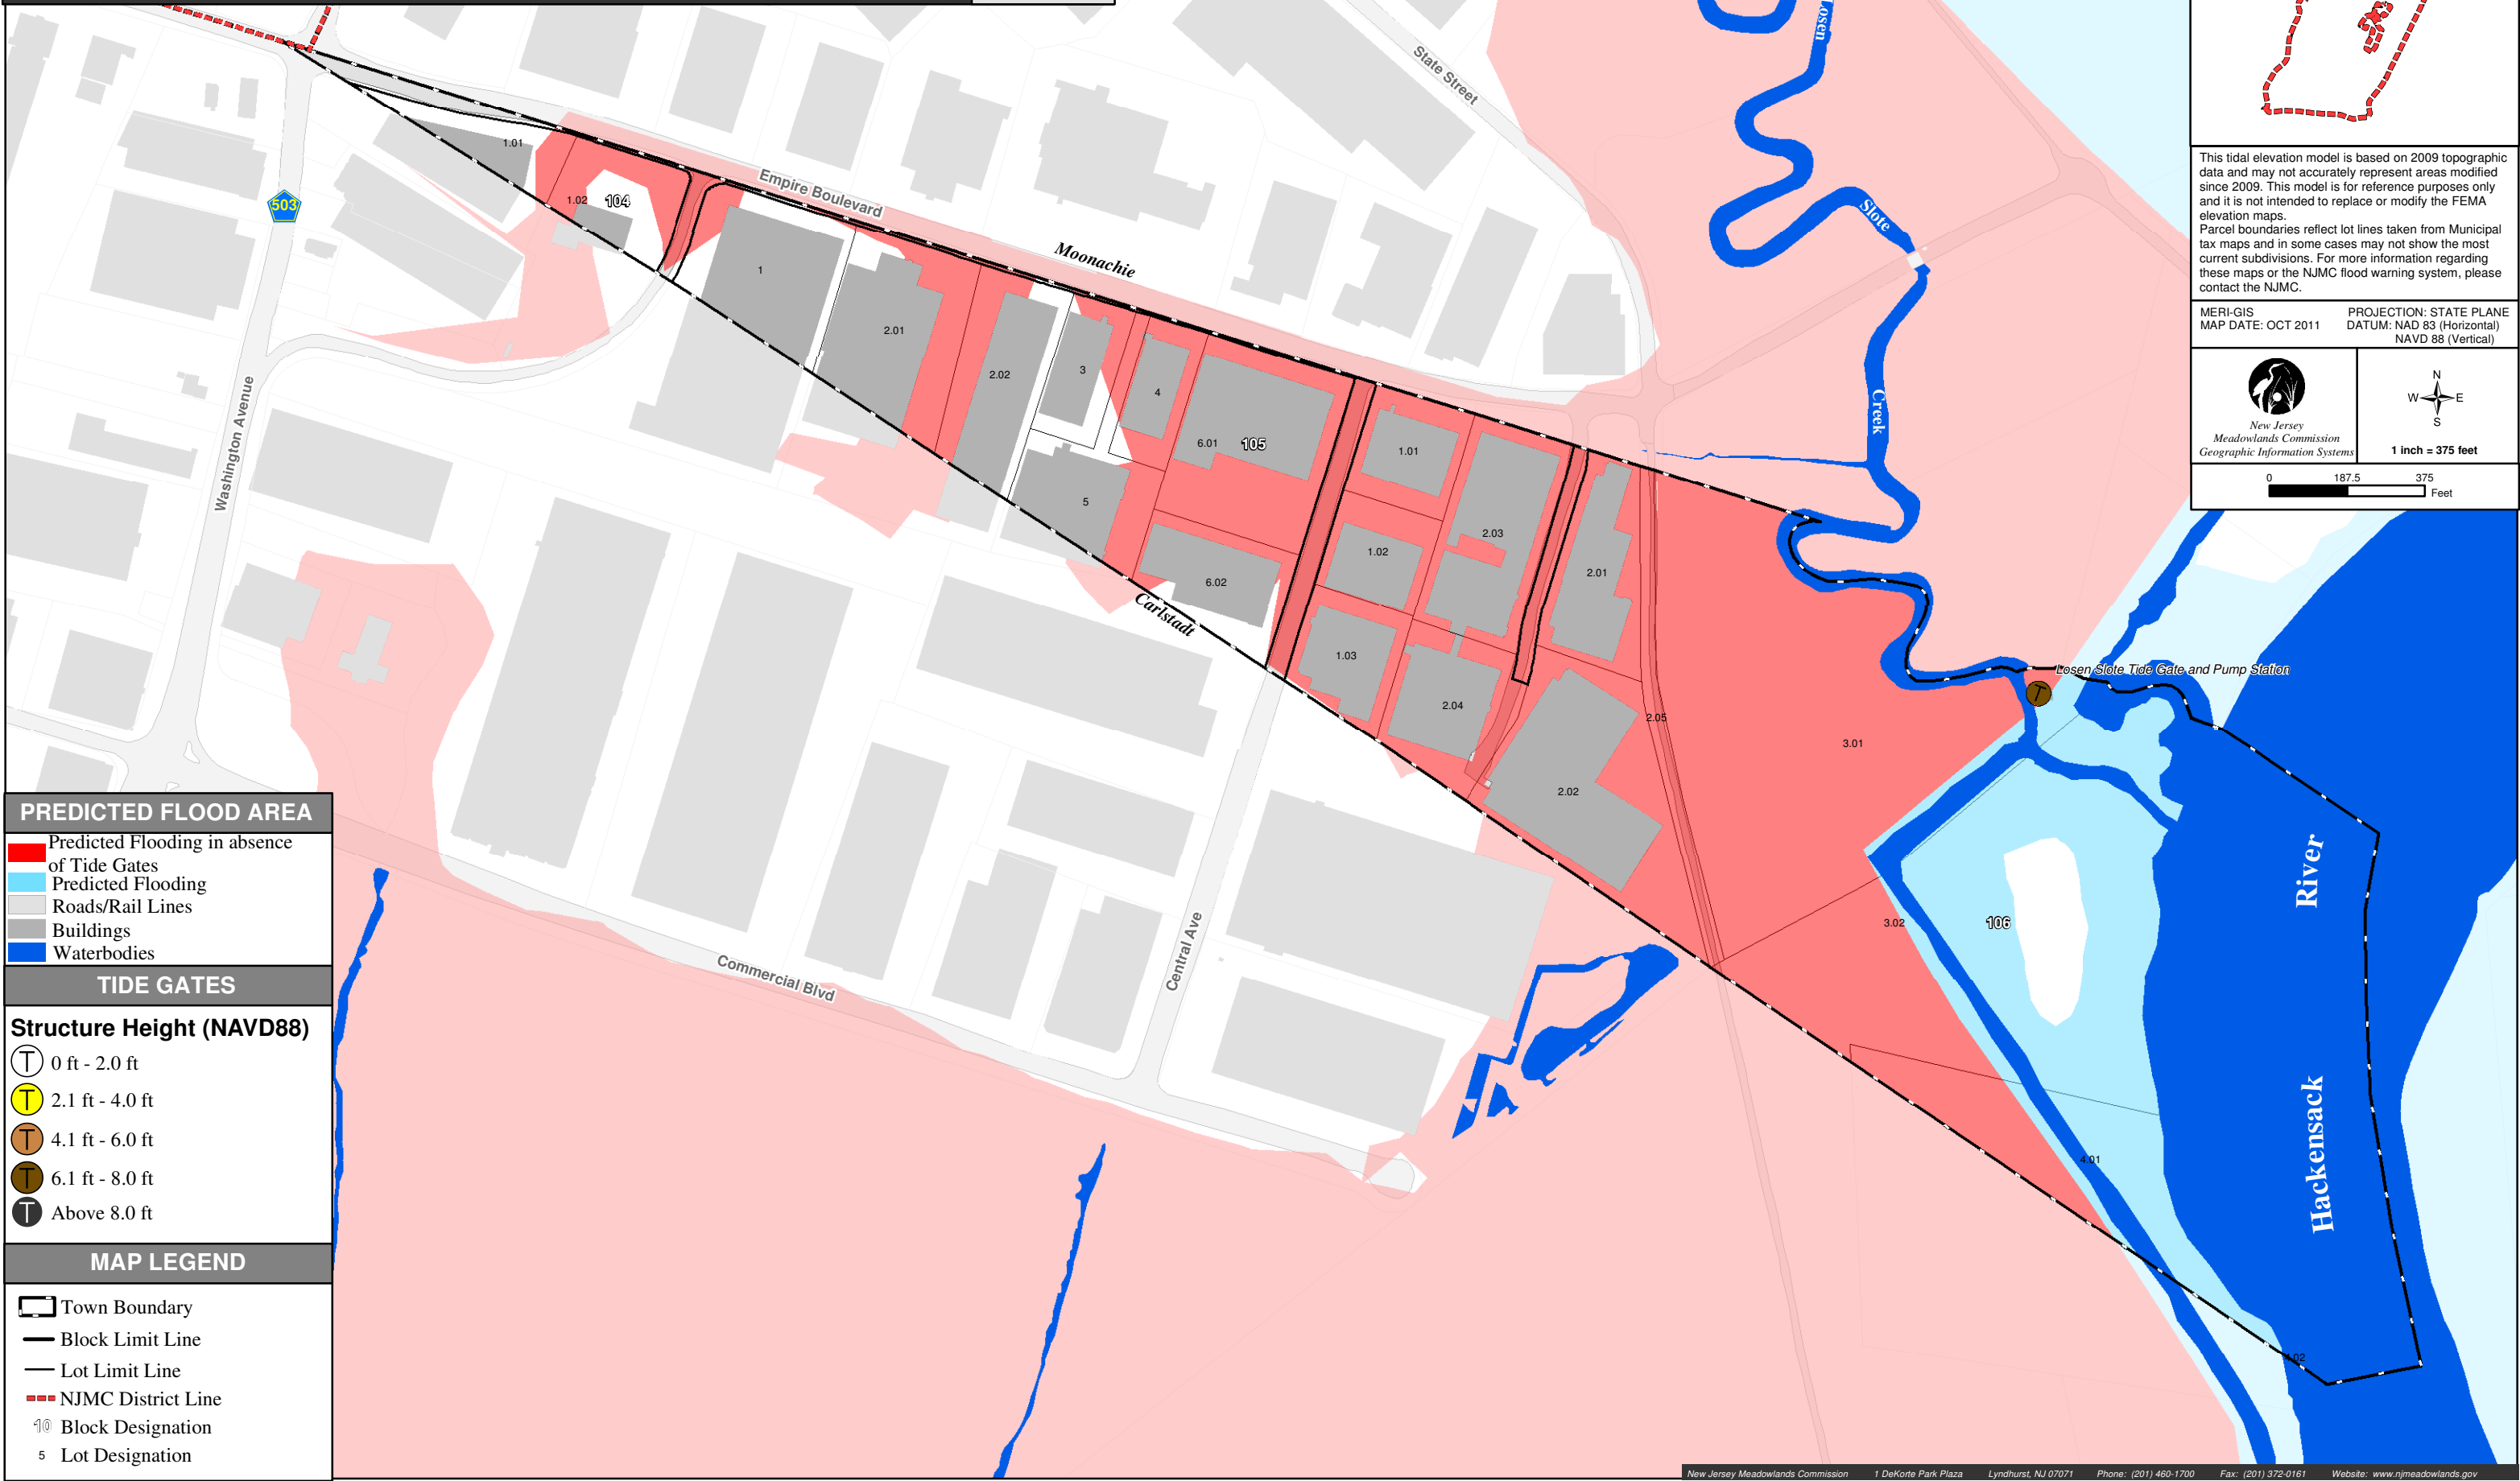 Losen
Slote
Creek
State Street
Empire Boulevard
Moonachie
503
Washington Avenue
1.01
1.02
104
1
2.01
2.02
3
4
5
6.01
105
6.02
Carlstadt
1.01
1.02
1.03
2.03
2.01
2.04
2.02
2.05
3.01
3.02
106
4.01
Losen Slote Tide Gate and Pump Station
T
Hackensack River
Commercial Blvd
Central Ave
This tidal elevation model is based on 2009 topographic
data and may not accurately represent areas modified
since 2009. This model is for reference purposes only
and it is not intended to replace or modify the FEMA
elevation maps.
Parcel boundaries reflect lot lines taken from Municipal
tax maps and in some cases may not show the most
current subdivisions. For more information regarding
these maps or the NJMC flood warning system, please
contact the NJMC.
MERI-GIS
MAP DATE: OCT 2011
PROJECTION: STATE PLANE
DATUM: NAD 83 (Horizontal)
NAVD 88 (Vertical)
New Jersey
Meadowlands Commission
Geographic Information Systems
N
W E
S
1 inch = 375 feet
0 187.5 375
Feet
PREDICTED FLOOD AREA
Predicted Flooding in absence
of Tide Gates
Predicted Flooding
Roads/Rail Lines
Buildings
Waterbodies
TIDE GATES
Structure Height (NAVD88)
T 0 ft - 2.0 ft
T 2.1 ft - 4.0 ft
T 4.1 ft - 6.0 ft
T 6.1 ft - 8.0 ft
T Above 8.0 ft
MAP LEGEND
Town Boundary
Block Limit Line
Lot Limit Line
NJMC District Line
10 Block Designation
5 Lot Designation
New Jersey Meadowlands Commission 1 DeKorte Park Plaza Lyndhurst, NJ 07071 Phone: (201) 460-1700 Fax: (201) 372-0161 Website: www.njmeadowlands.gov